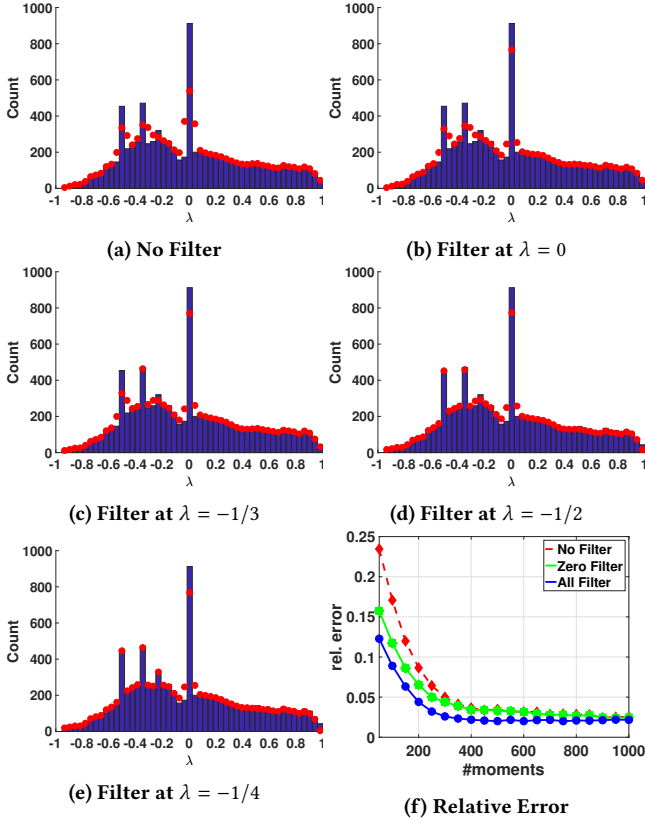 1000
800
600
400
200
0
Count
-1 -0.8 -0.6 -0.4 -0.2 0 0.2 0.4 0.6 0.8 1
λ
(a) No Filter
1000
800
600
400
200
0
Count
-1 -0.8 -0.6 -0.4 -0.2 0 0.2 0.4 0.6 0.8 1
λ
(b) Filter at λ = 0
1000
800
600
400
200
0
Count
-1 -0.8 -0.6 -0.4 -0.2 0 0.2 0.4 0.6 0.8 1
λ
(c) Filter at λ = −1/3
1000
800
600
400
200
0
Count
-1 -0.8 -0.6 -0.4 -0.2 0 0.2 0.4 0.6 0.8 1
λ
(d) Filter at λ = −1/2
1000
800
600
400
200
0
Count
-1 -0.8 -0.6 -0.4 -0.2 0 0.2 0.4 0.6 0.8 1
λ
(e) Filter at λ = −1/4
0.25
0.2
0.15
0.1
0.05
0
rel. error
No Filter
Zero Filter
All Filter
200 400 600 800 1000
#moments
(f) Relative Error